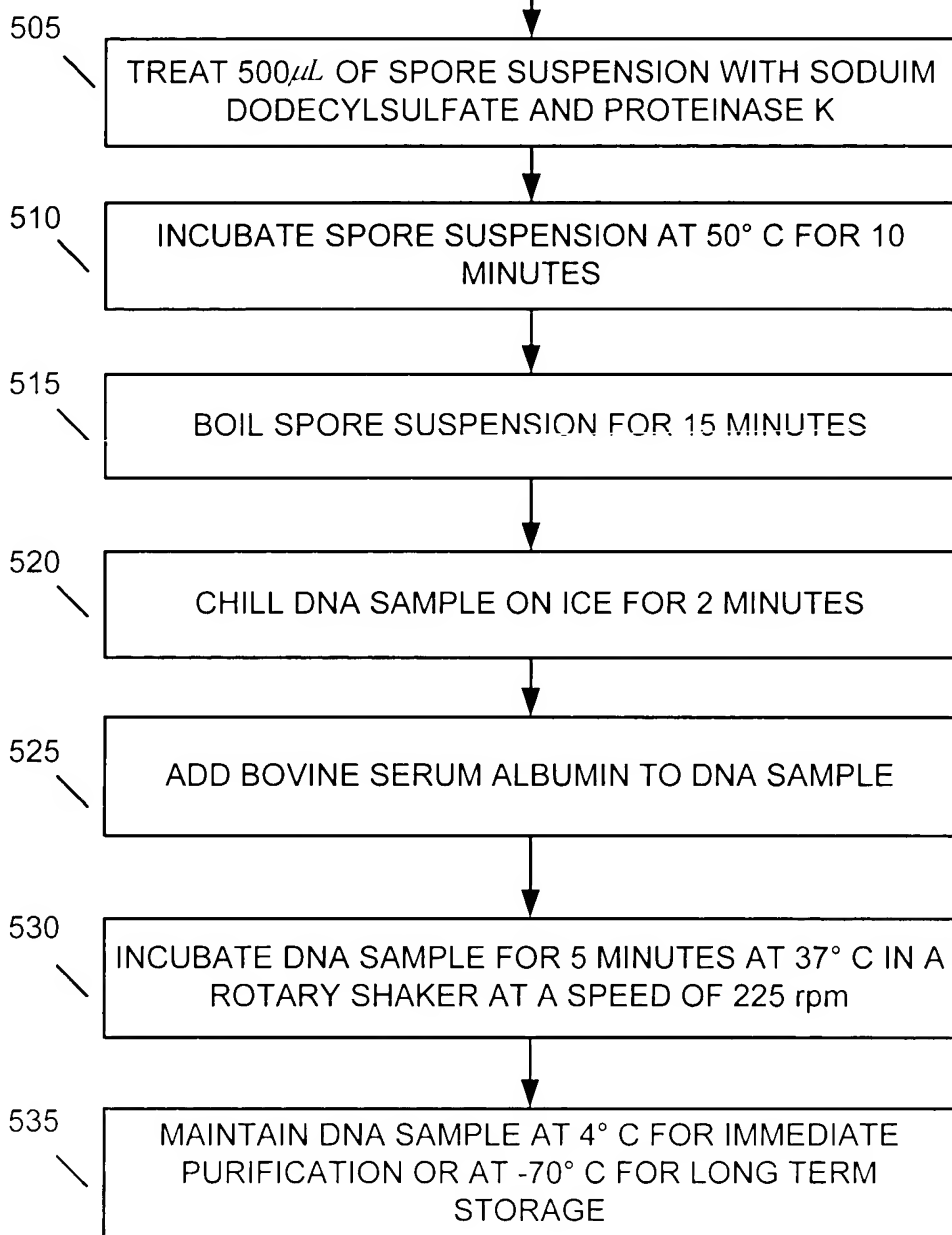 505
TREAT 500μL OF SPORE SUSPENSION WITH SODUIM
DODECYLSULFATE AND PROTEINASE K
510
INCUBATE SPORE SUSPENSION AT 50° C FOR 10
MINUTES
515
BOIL SPORE SUSPENSION FOR 15 MINUTES
520
CHILL DNA SAMPLE ON ICE FOR 2 MINUTES
525
ADD BOVINE SERUM ALBUMIN TO DNA SAMPLE
530
INCUBATE DNA SAMPLE FOR 5 MINUTES AT 37° C IN A
ROTARY SHAKER AT A SPEED OF 225 rpm
535
MAINTAIN DNA SAMPLE AT 4° C FOR IMMEDIATE
PURIFICATION OR AT -70° C FOR LONG TERM
STORAGE